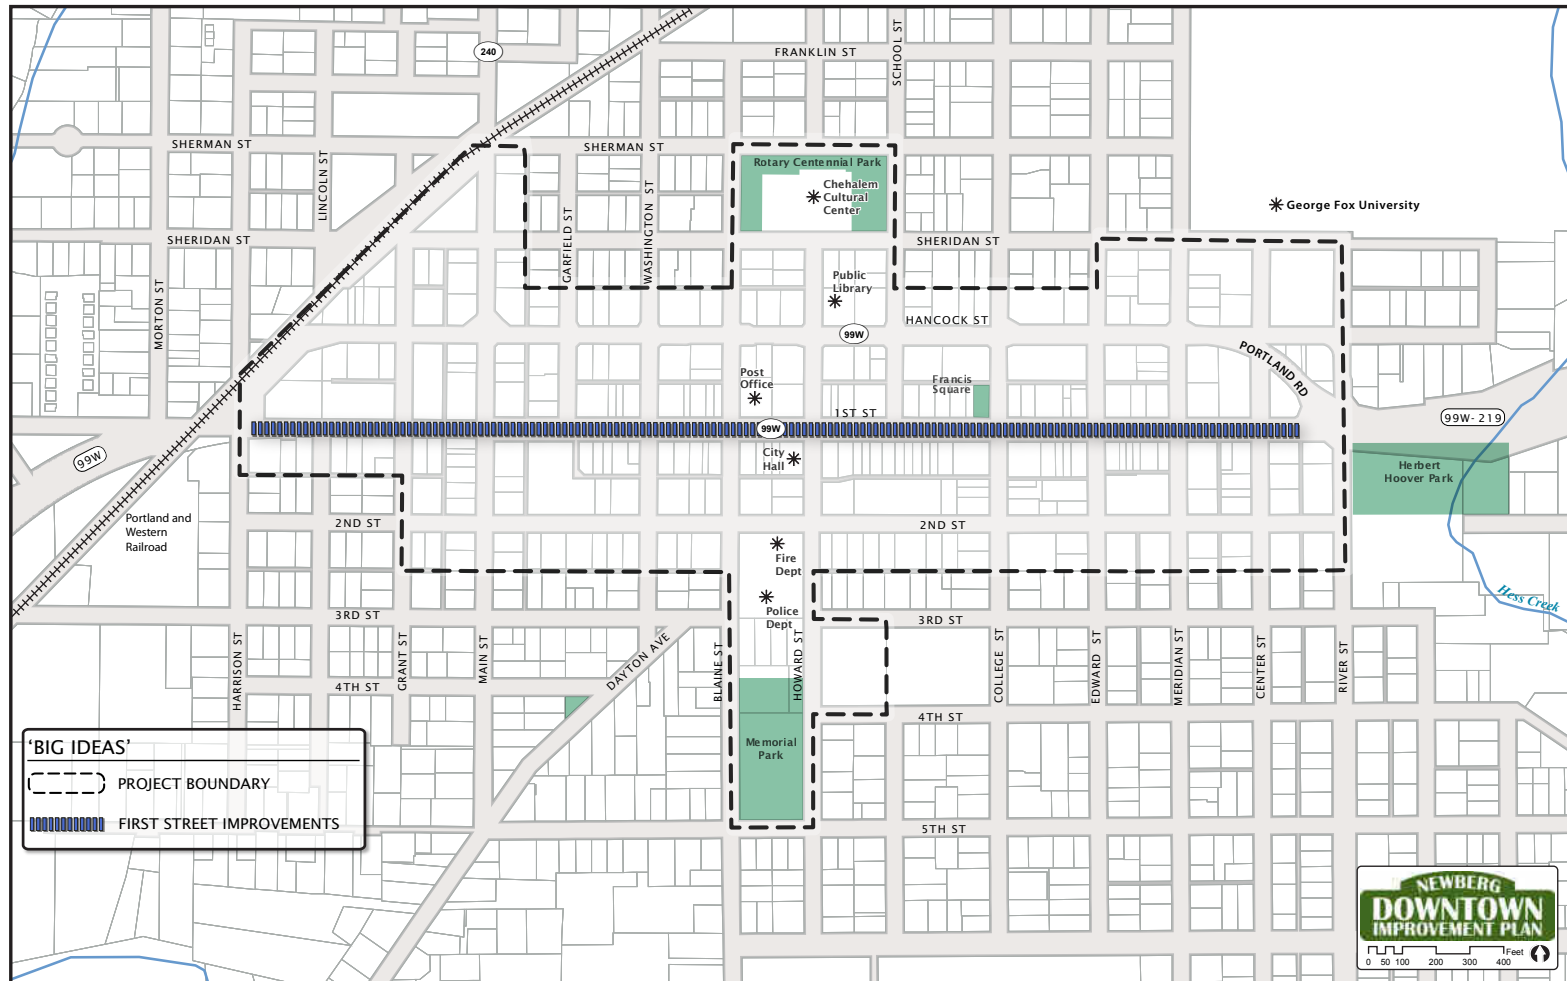 240
FRANKLIN ST
SCHOOL ST
SHERMAN ST
SHERMAN ST
LINCOLN ST
Rotary Centennial Park
Chehalem
Cultural
Center
George Fox University
GARFIELD ST
WASHINGTON ST
SHERIDAN ST
SHERIDAN ST
MORTON ST
Public
Library
HANCOCK ST
99W
PORTLAND RD
Post
Office
Francis
Square
1ST ST
99W
99W-219
99W
City
Hall
Herbert
Hoover Park
Portland and
Western
Railroad
2ND ST
2ND ST
Fire
Dept
Hess Creek
Police
Dept
3RD ST
3RD ST
HARRISON ST
GRANT ST
MAIN ST
DAYTON AVE
BLAINE ST
HOWARD ST
COLLEGE ST
EDWARD ST
MERIDIAN ST
CENTER ST
RIVER ST
4TH ST
4TH ST
Memorial
Park
5TH ST
'BIG IDEAS'
PROJECT BOUNDARY
FIRST STREET IMPROVEMENTS
NEWBERG
DOWNTOWN
IMPROVEMENT PLAN
Feet
0 50 100 200 300 400